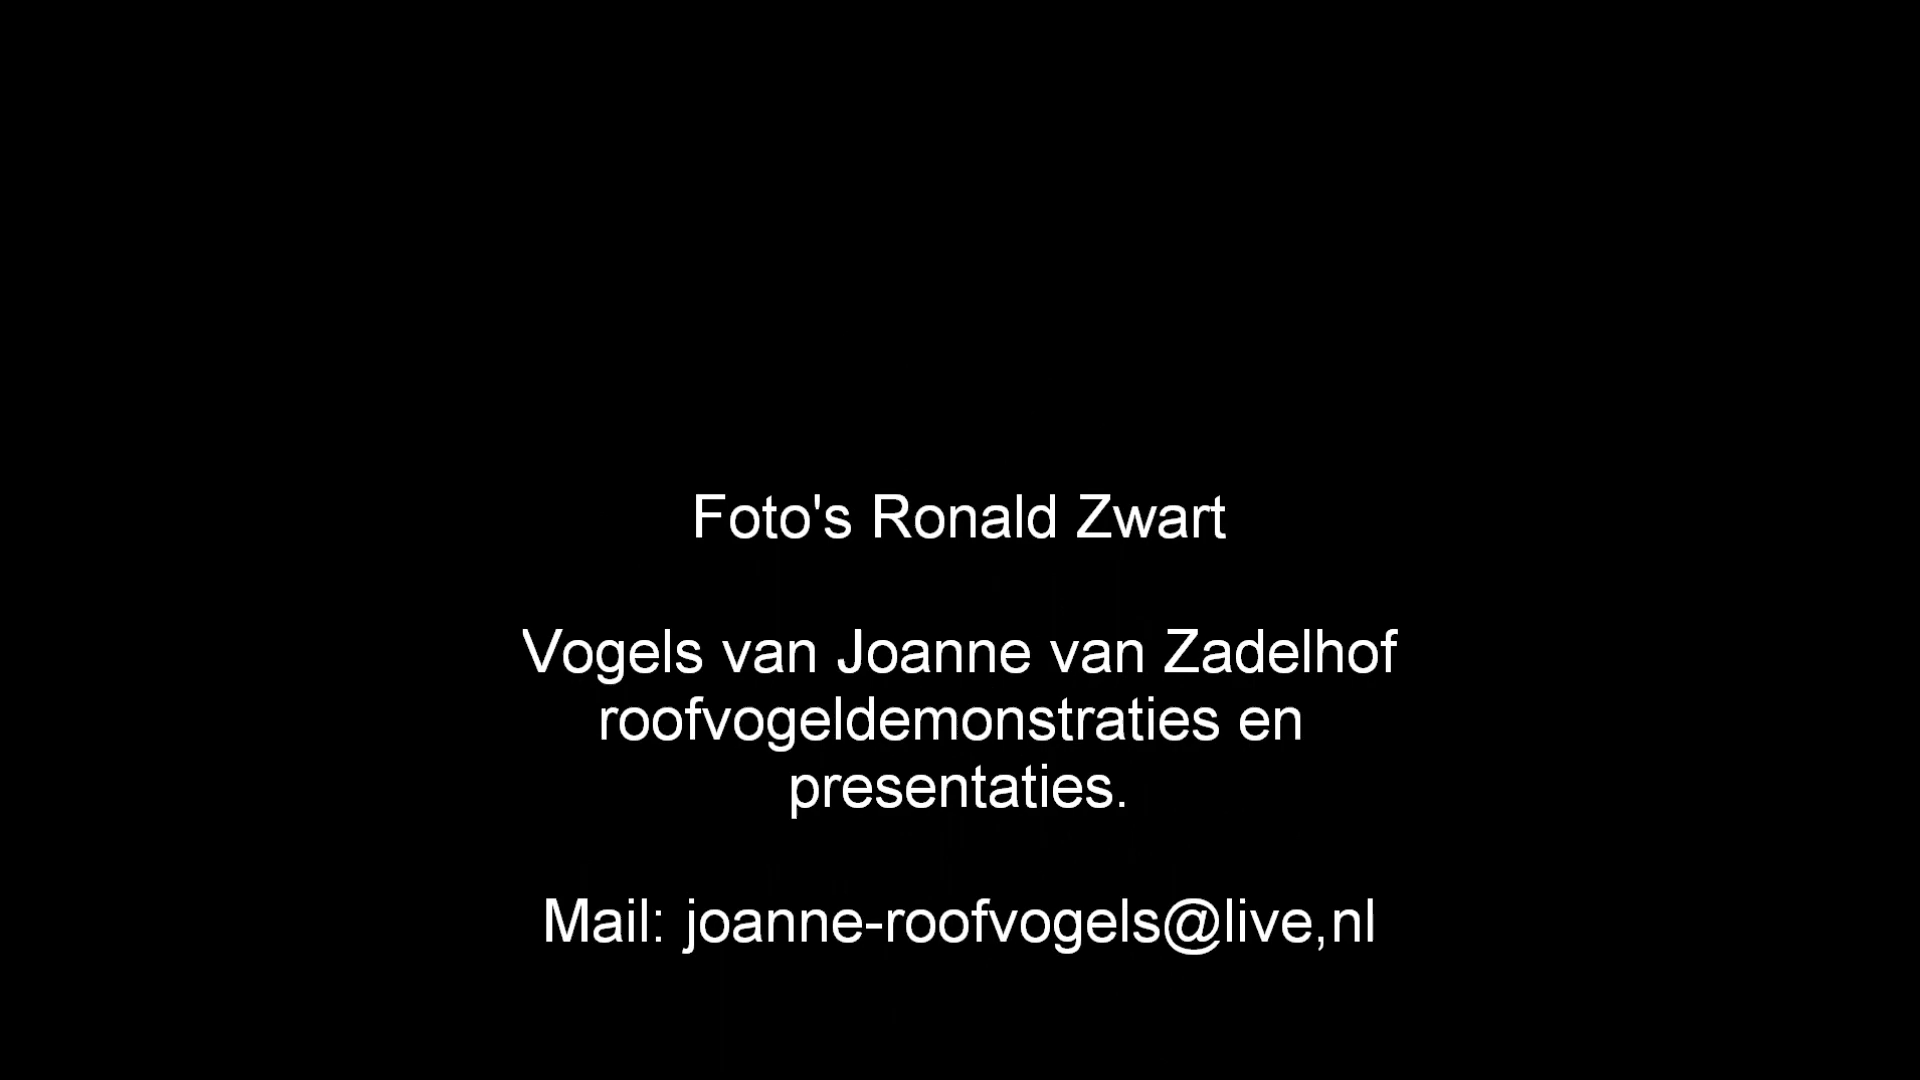 Foto's Ronald Zwart
Vogels van Joanne van Zadelhof
roofvogeldemonstraties en
presentaties.
Mail: joanne-roofvogels@live,nl